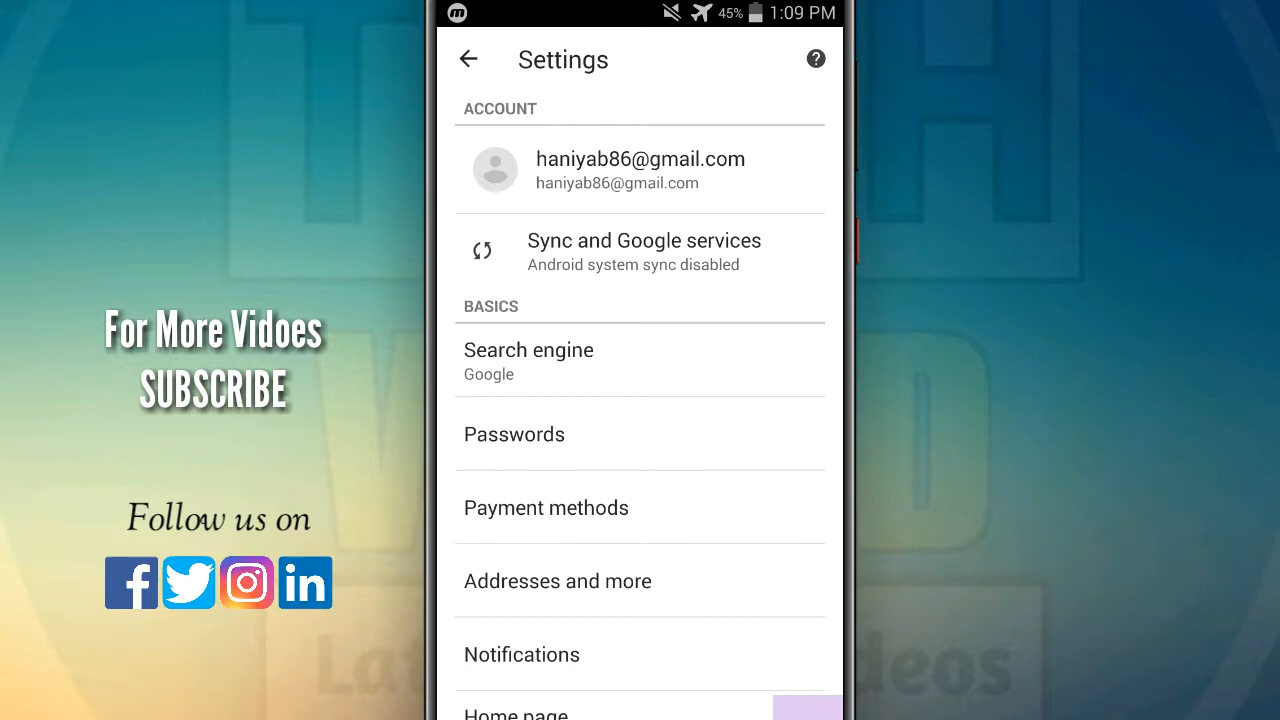 45% 1:09 PM
Settings
ACCOUNT
haniyab86@gmail.com
haniyab86@gmail.com
Sync and Google services
Android system sync disabled
BASICS
Search engine
Google
Passwords
Payment methods
Addresses and more
Notifications
Home page
For More Vidoes
SUBSCRIBE
Follow us on